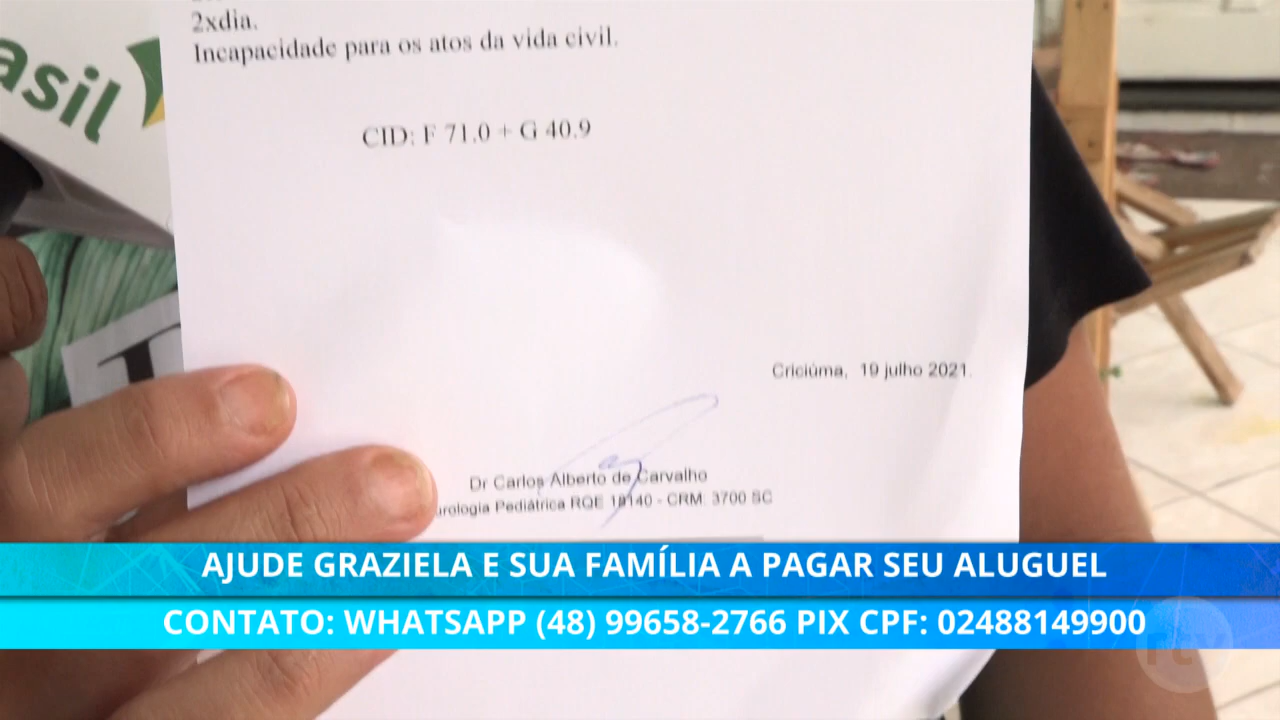 asil
2xdia.
Incapacidade para os atos da vida civil.
CID: F 71.0 + G 40.9
Criciúma, 19 julho 2021.
Dr Carlos Alberto de Carvalho
urologia Pediátrica RQE 18140 - CRM: 3700 SC
AJUDE GRAZIELA E SUA FAMÍLIA A PAGAR SEU ALUGUEL
CONTATO: WHATSAPP (48) 99658-2766 PIX CPF: 02488149900
rtv